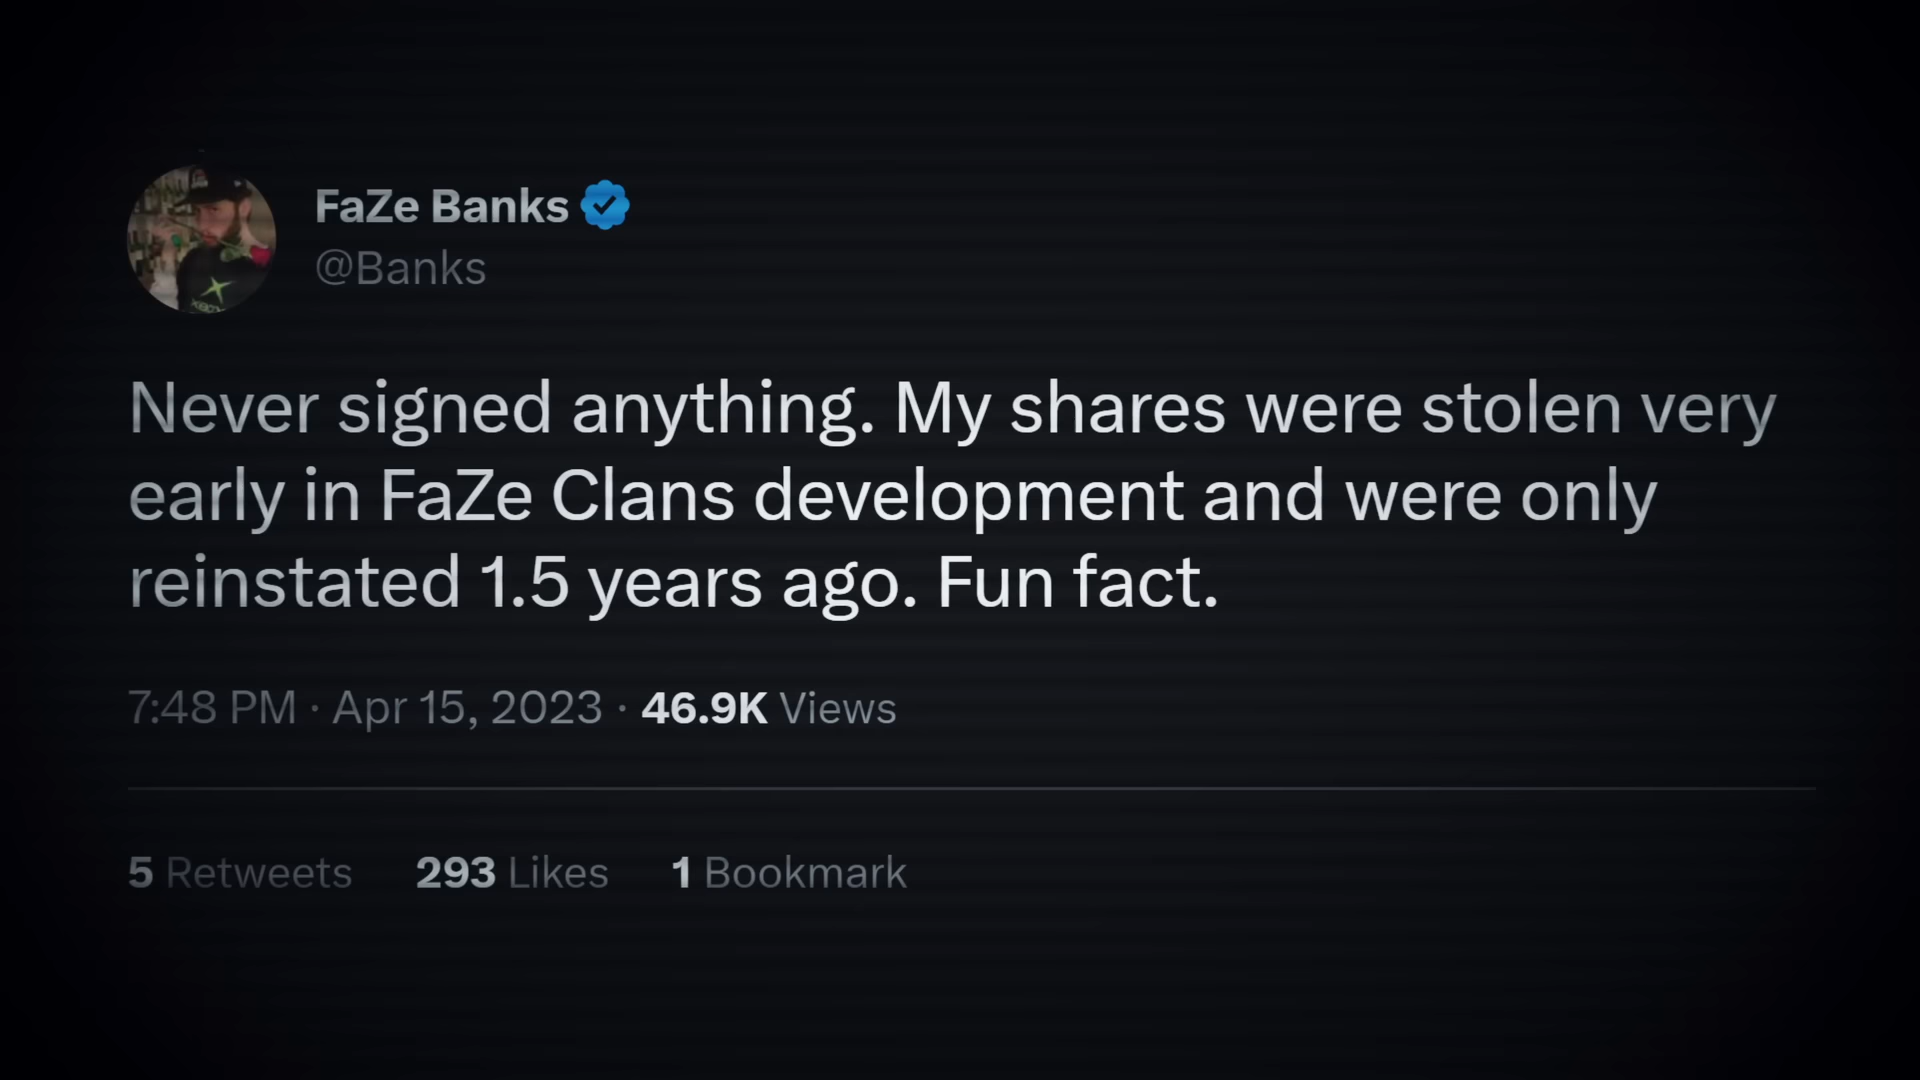 FaZe Banks
@Banks
Never signed anything. My shares were stolen very
early in FaZe Clans development and were only
reinstated 1.5 years ago. Fun fact.
7:48 PM · Apr 15, 2023 · 46.9K Views
5 Retweets 293 Likes 1 Bookmark